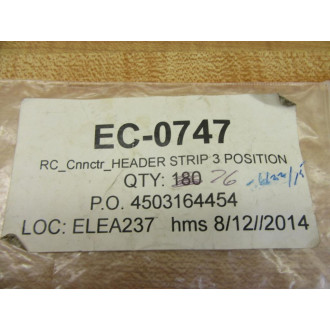 EC-0747
RC_Cnnctr_HEADER STRIP 3 POSITION
QTY: 180 76
P.O. 4503164454
LOC: ELEA237 hms 8/12//2014